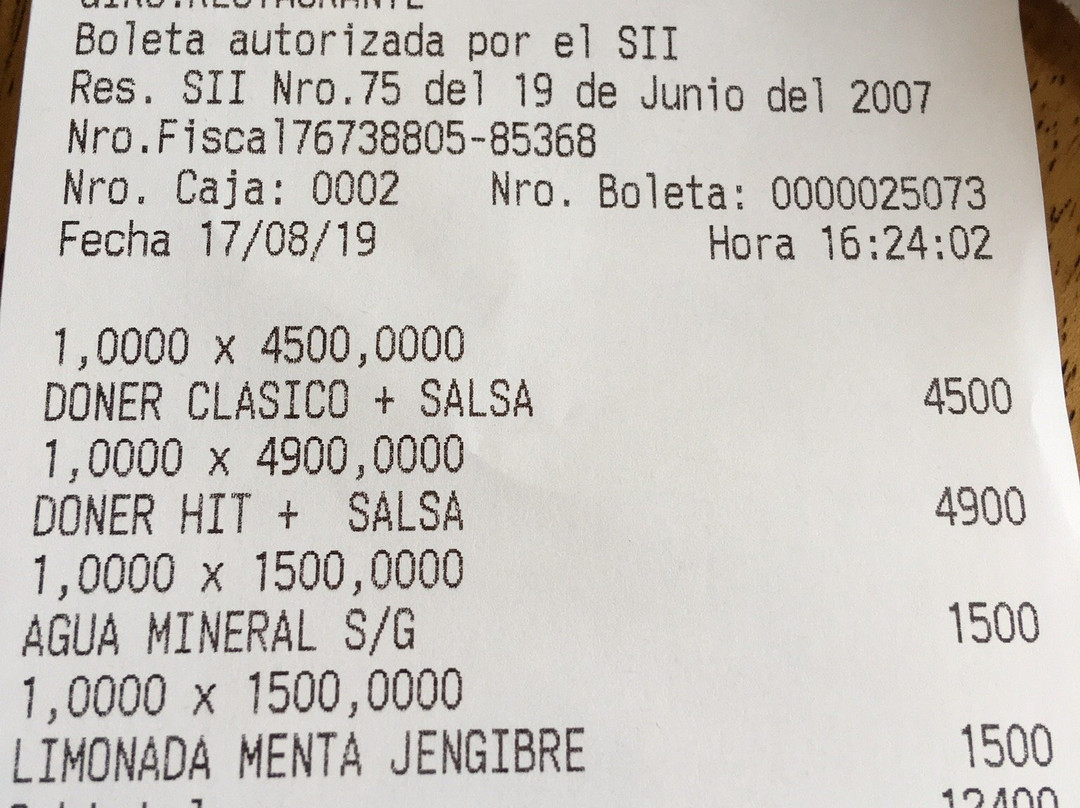 GIRO:RESTAURANTE
Boleta autorizada por el SII
Res. SII Nro.75 del 19 de Junio del 2007
Nro.Fiscal76738805-85368
Nro. Caja: 0002 Nro. Boleta: 0000025073
Fecha 17/08/19 Hora 16:24:02
1,0000 x 4500,0000
DONER CLASICO + SALSA 4500
1,0000 x 4900,0000
DONER HIT + SALSA 4900
1,0000 x 1500,0000
AGUA MINERAL S/G 1500
1,0000 x 1500,0000
LIMONADA MENTA JENGIBRE 1500
12400